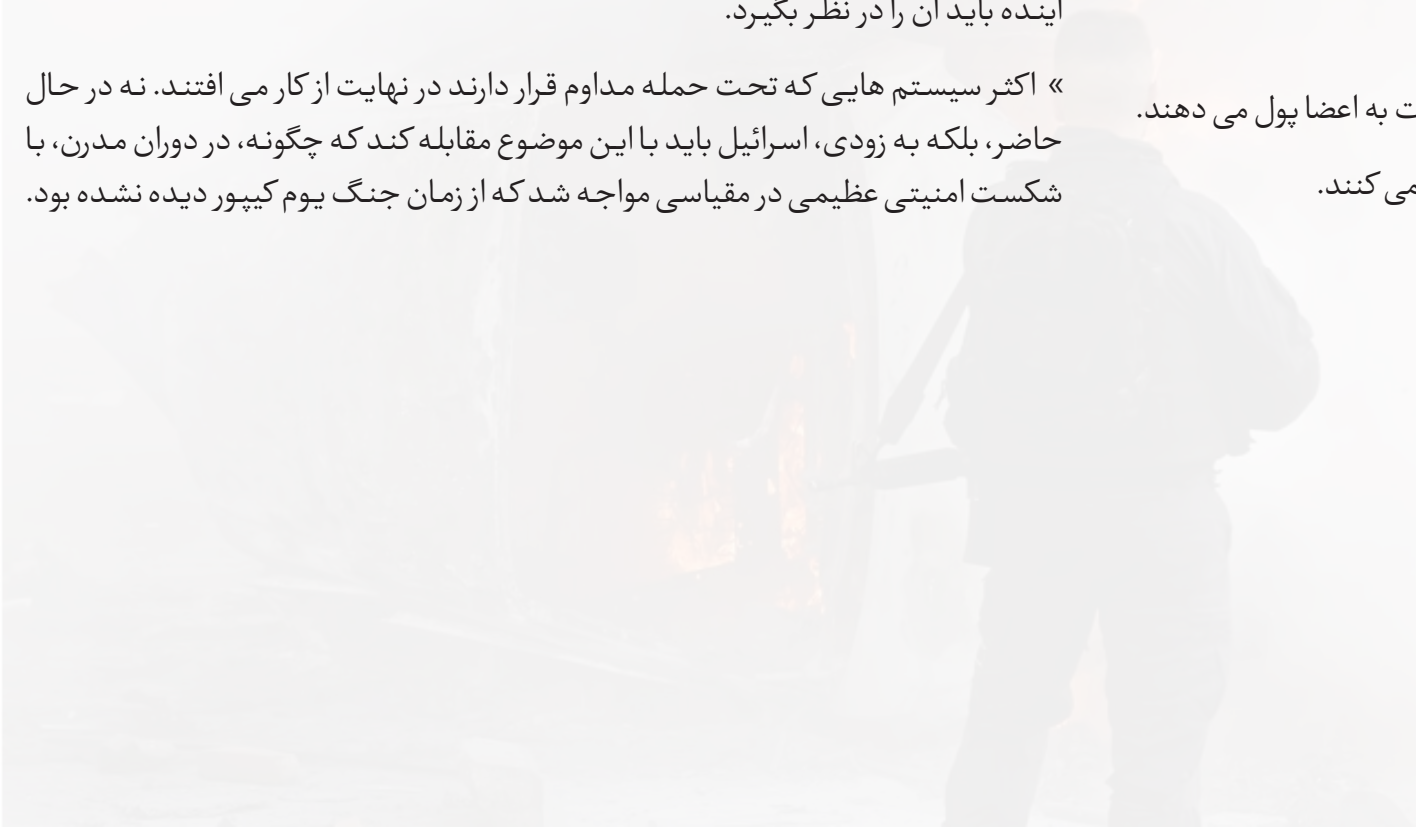 ت به اعضا پول می دهند.
می کنند.
آینده باید آن را در نظر بگیرد.
» اکثر سیستم هایی که تحت حمله مداوم قرار دارند در نهایت از کار می افتند. نه در حال
حاضر، بلکه به زودی، اسرائیل باید با این موضوع مقابله کند که چگونه، در دوران مدرن، با
شکست امنیتی عظیمی در مقیاسی مواجه شد که از زمان جنگ یوم کیپور دیده نشده بود.